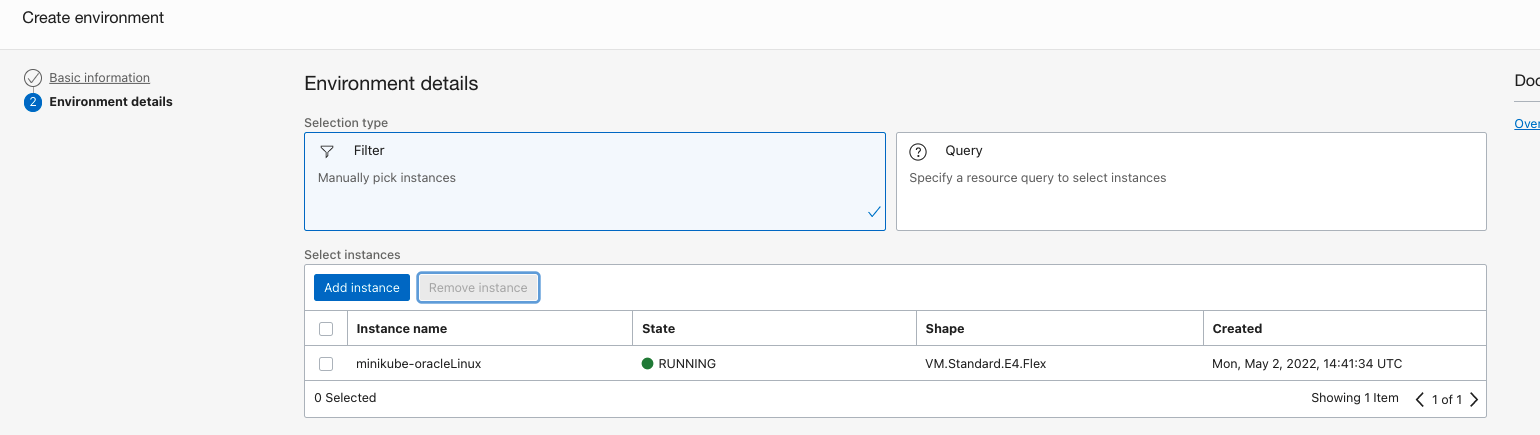 Create environment
Basic information
2 Environment details
Environment details
Selection type
Filter
Manually pick instances
? Query
Specify a resource query to select instances
Select instances
Add instance Remove instance
Instance name State Shape Created
minikube-oracleLinux RUNNING VM.Standard.E4.Flex Mon, May 2, 2022, 14:41:34 UTC
0 Selected Showing 1 Item 1 of 1